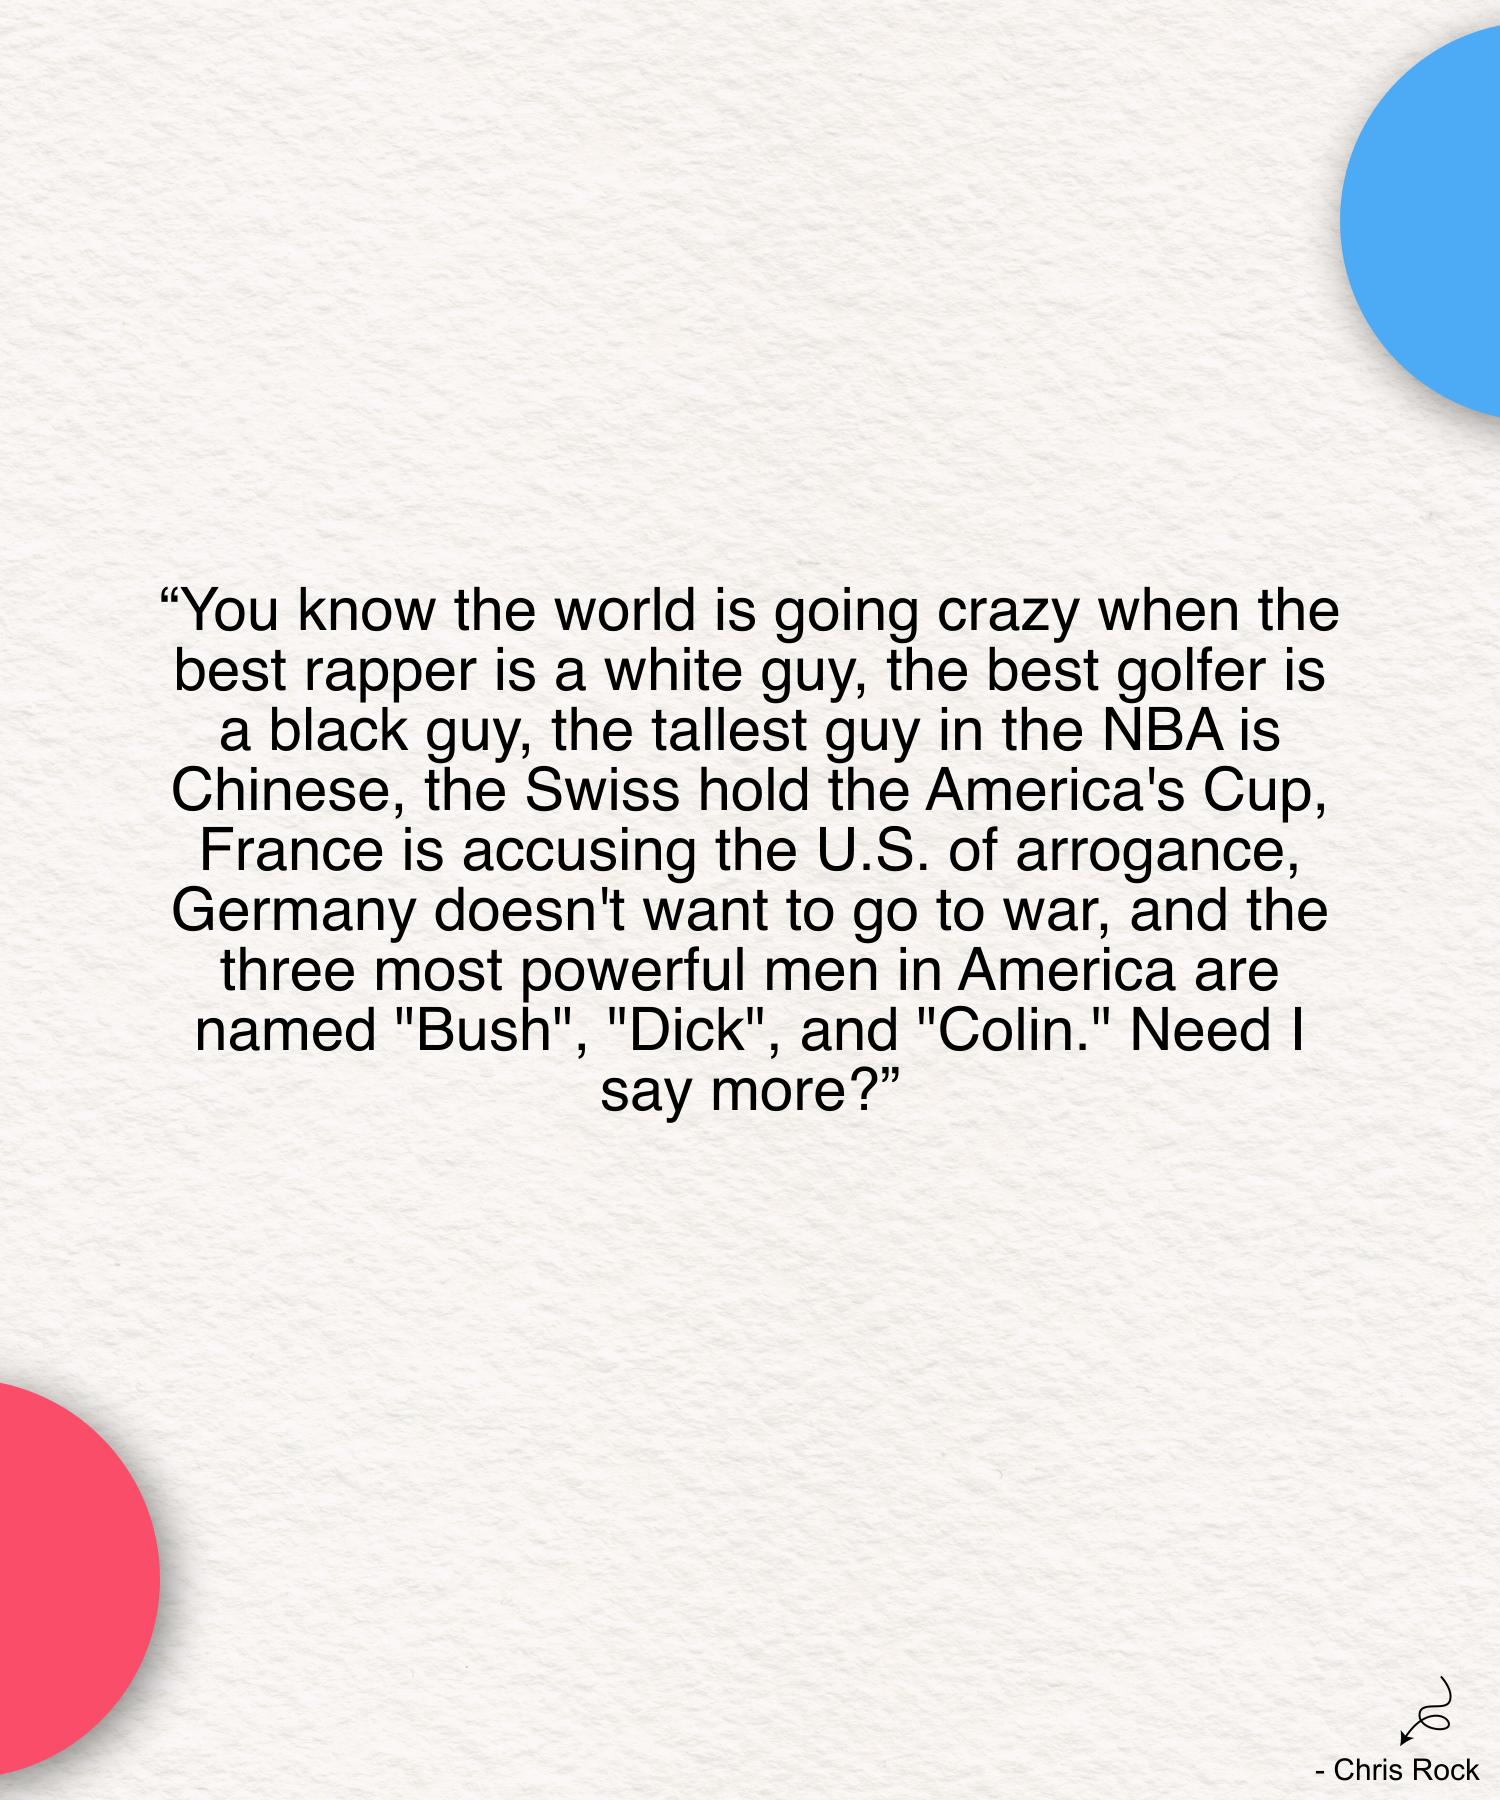 “You know the world is going crazy when the
best rapper is a white guy, the best golfer is
a black guy, the tallest guy in the NBA is
Chinese, the Swiss hold the America's Cup,
France is accusing the U.S. of arrogance,
Germany doesn't want to go to war, and the
three most powerful men in America are
named "Bush", "Dick", and "Colin." Need I
say more?”
- Chris Rock